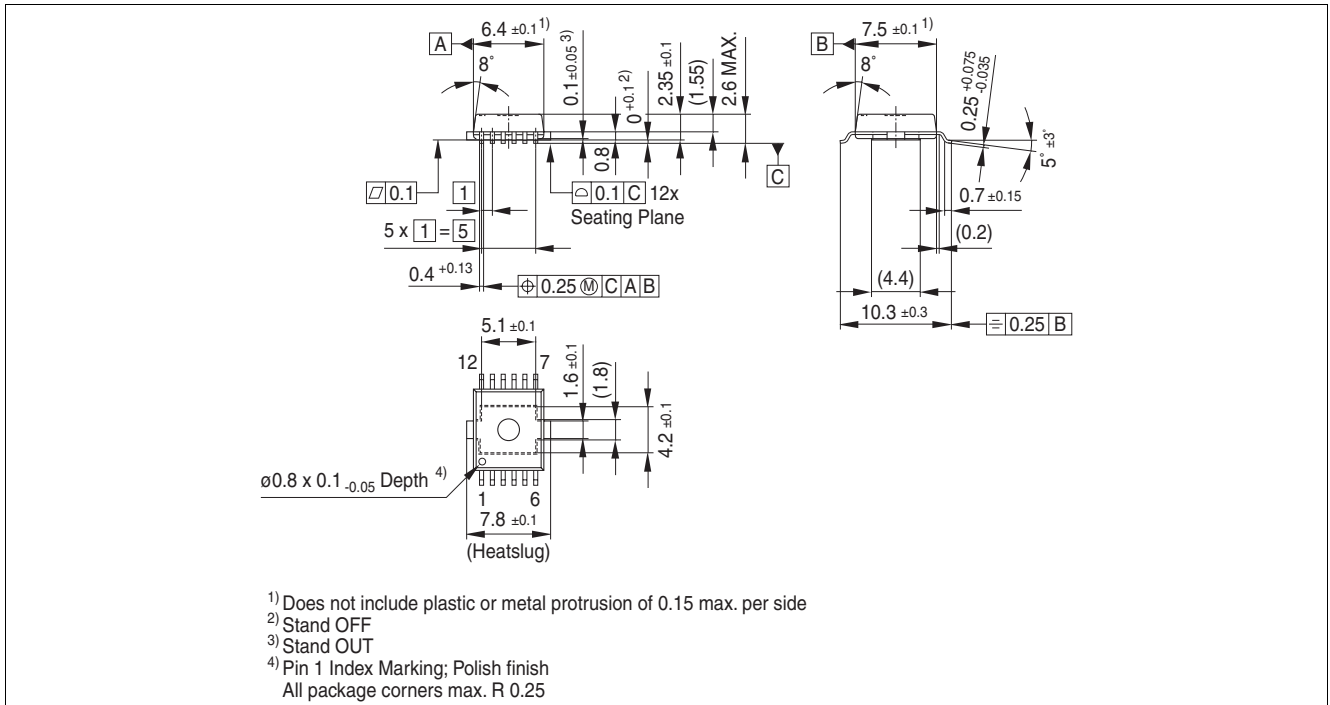 A
6.4 ±0.1 1)
8°
0.1 ±0.05 3)
0 +0.1 2)
2.35 ±0.1
(1.55)
2.6 MAX.
0.8
C
⏥ 0.1
1
⌓ 0.1 C 12x
Seating Plane
5 x 1 = 5
0.4 +0.13
⌖ 0.25 Ⓜ C A B
B
7.5 ±0.1 1)
8°
0.25 +0.075 -0.035
5° ±3°
0.7 ±0.15
(0.2)
(4.4)
10.3 ±0.3
⌯ 0.25 B
5.1 ±0.1
12
7
1.6 ±0.1
(1.8)
4.2 ±0.1
ø0.8 x 0.1 -0.05 Depth 4)
1
6
7.8 ±0.1
(Heatslug)
1) Does not include plastic or metal protrusion of 0.15 max. per side
2) Stand OFF
3) Stand OUT
4) Pin 1 Index Marking; Polish finish
All package corners max. R 0.25